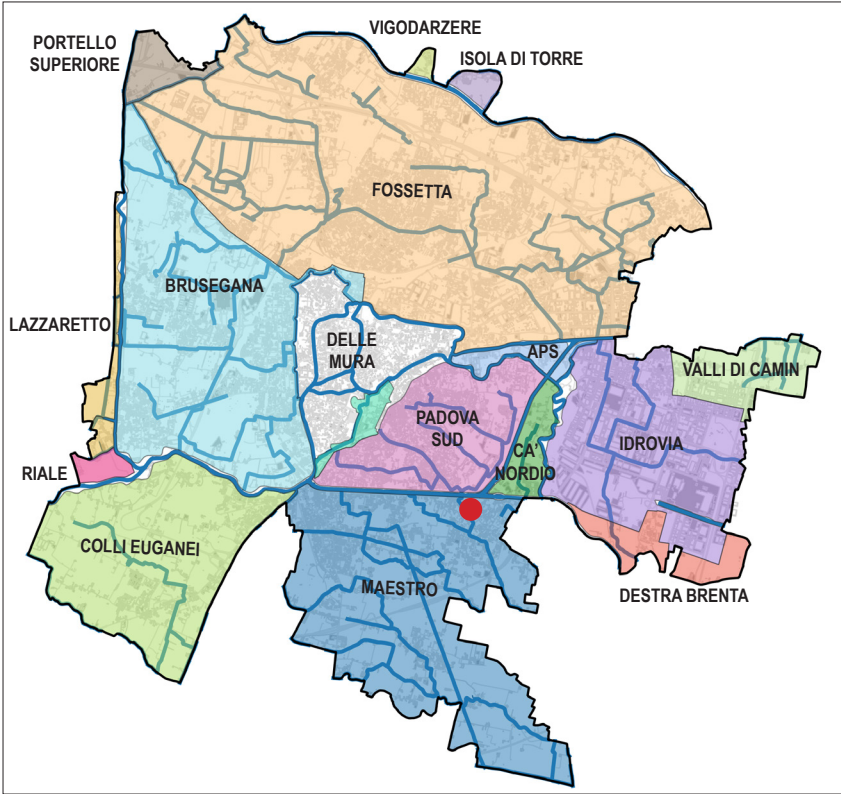 VIGODARZERE
PORTELLO
SUPERIORE
ISOLA DI TORRE
FOSSETTA
BRUSEGANA
LAZZARETTO
DELLE
MURA
APS
VALLI DI CAMIN
PADOVA
SUD
IDROVIA
CA'
NORDIO
RIALE
COLLI EUGANEI
MAESTRO
DESTRA BRENTA